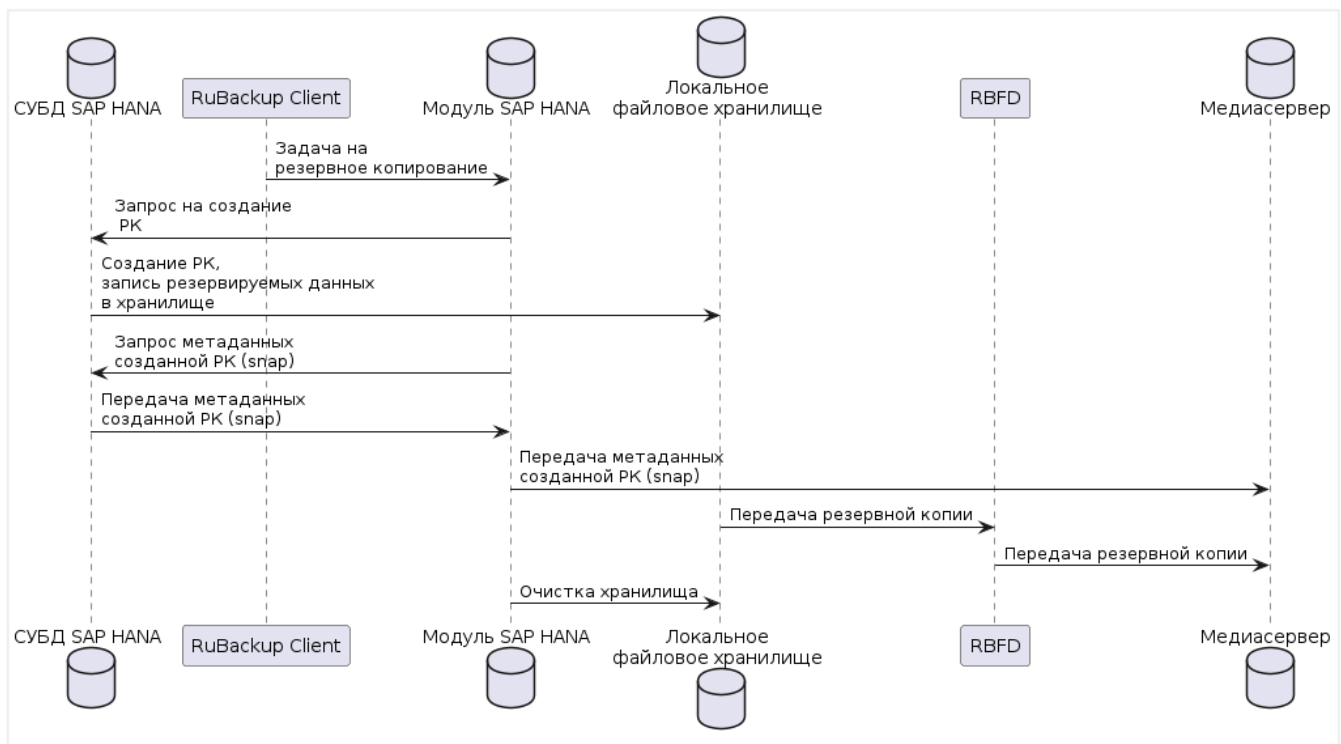 СУБД SAP HANA
RuBackup Client
Модуль SAP HANA
Локальное
файловое хранилище
RBFD
Медиасервер
Задача на
резервное копирование
Запрос на создание
РК
Создание РК,
запись резервируемых данных
в хранилище
Запрос метаданных
созданной РК (snap)
Передача метаданных
созданной РК (snap)
Передача метаданных
созданной РК (snap)
Передача резервной копии
Передача резервной копии
Очистка хранилища
СУБД SAP HANA
RuBackup Client
Модуль SAP HANA
Локальное
файловое хранилище
RBFD
Медиасервер